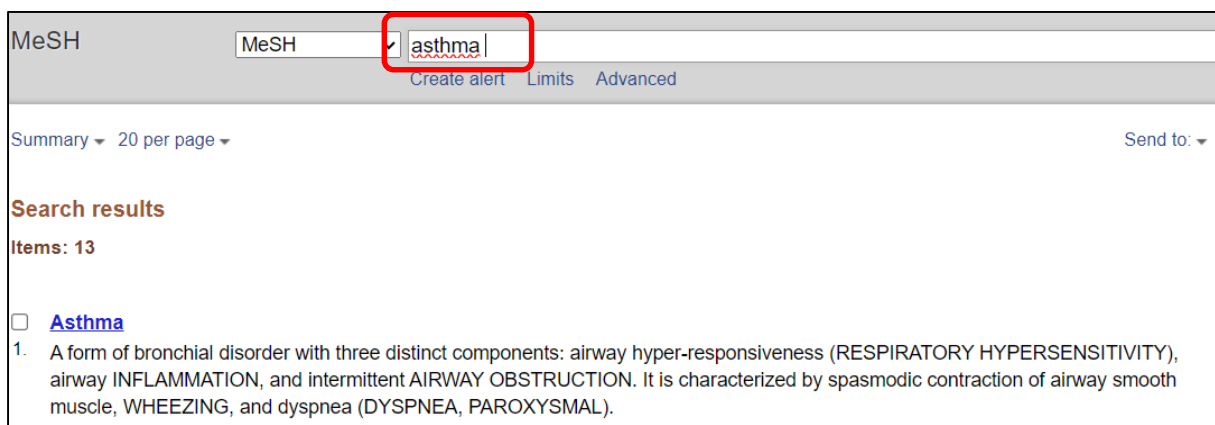 MeSH MeSH asthma
Create alert Limits Advanced
Summary 20 per page Send to:
Search results
Items: 13
Asthma
1. A form of bronchial disorder with three distinct components: airway hyper-responsiveness (RESPIRATORY HYPERSENSITIVITY),
airway INFLAMMATION, and intermittent AIRWAY OBSTRUCTION. It is characterized by spasmodic contraction of airway smooth
muscle, WHEEZING, and dyspnea (DYSPNEA, PAROXYSMAL).